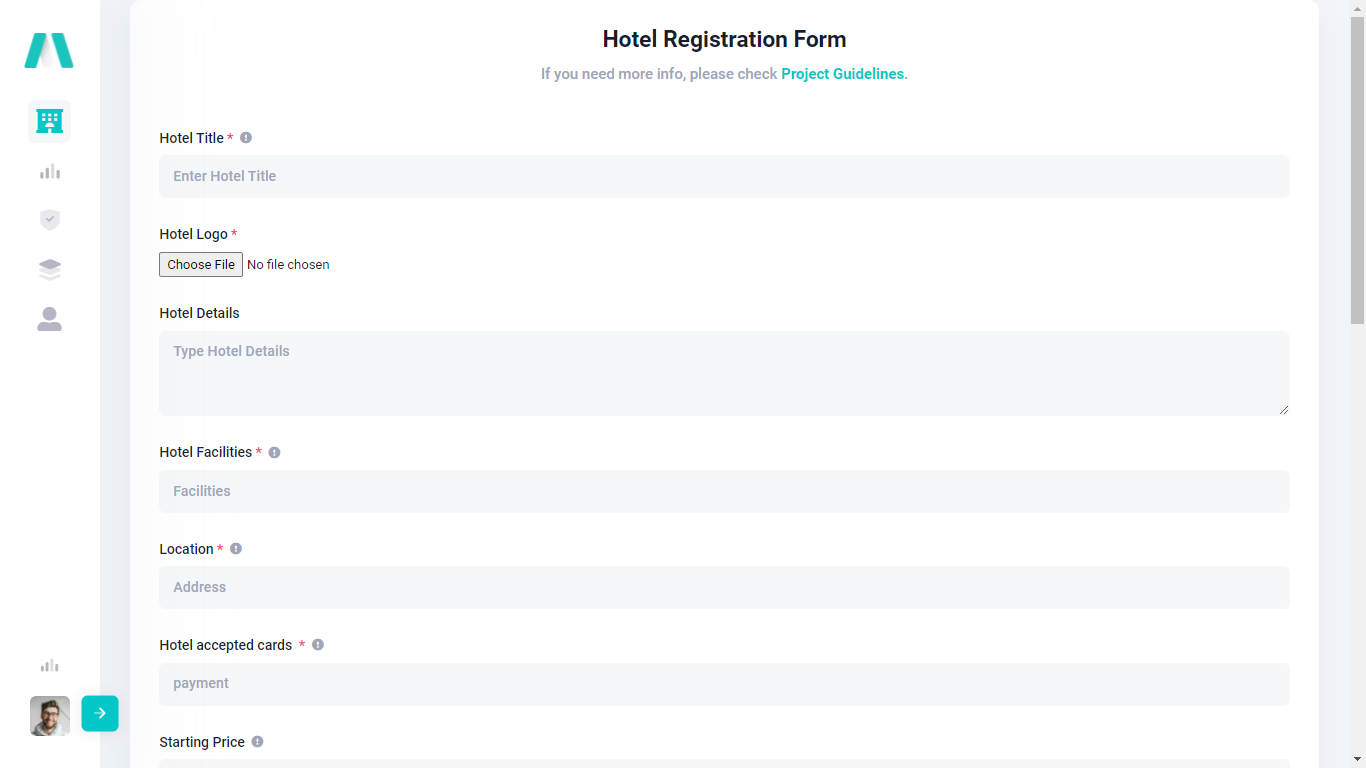 Hotel Registration Form
If you need more info, please check Project Guidelines.
Hotel Title *
Enter Hotel Title
Hotel Logo *
Choose File No file chosen
Hotel Details
Type Hotel Details
Hotel Facilities *
Facilities
Location *
Address
Hotel accepted cards *
payment
Starting Price